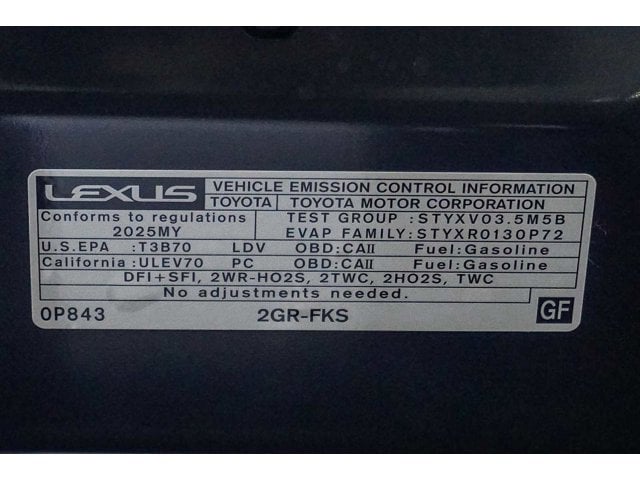 LEXUS VEHICLE EMISSION CONTROL INFORMATION
TOYOTA TOYOTA MOTOR CORPORATION
Conforms to regulations TEST GROUP :STYXV03.5M5B
2025MY EVAP FAMILY:STYXR0130P72
U.S.EPA :T3B70 LDV OBD:CAII Fuel:Gasoline
California :ULEV70 PC OBD:CAII Fuel:Gasoline
DFI+SFI, 2WR-HO2S, 2TWC, 2HO2S, TWC
No adjustments needed.
0P843 2GR-FKS GF